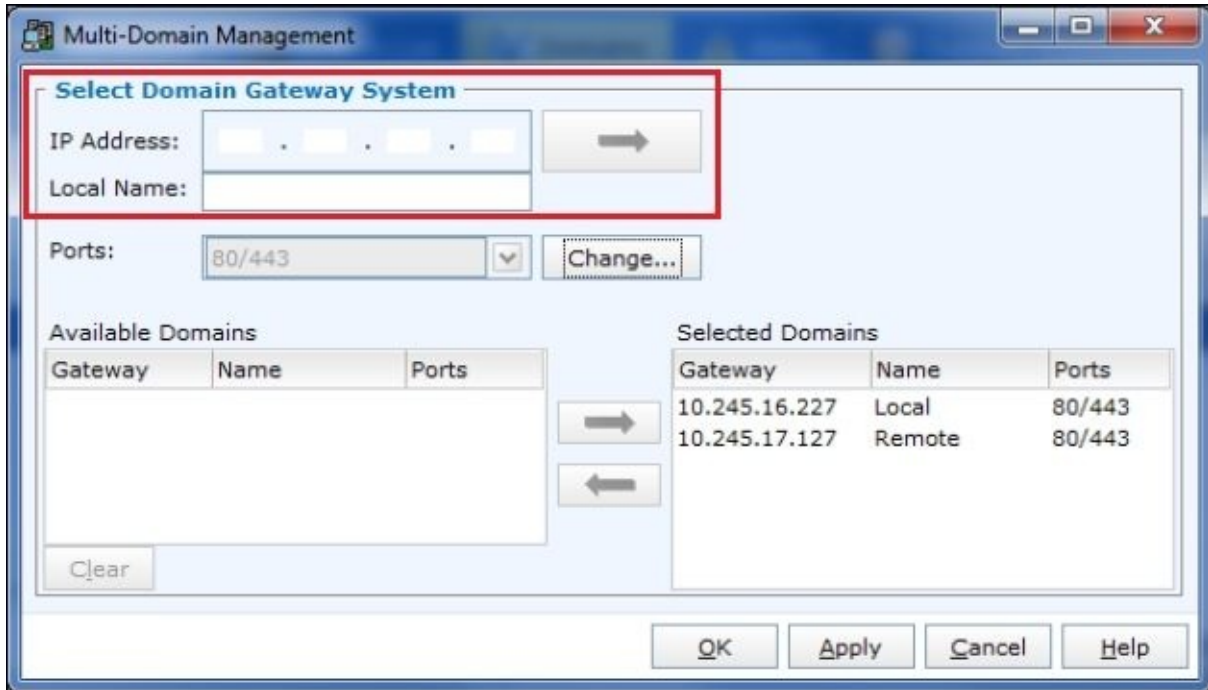 Multi-Domain Management
Select Domain Gateway System
IP Address: . . .
Local Name:
Ports: 80/443 Change...
Available Domains Selected Domains
Gateway Name Ports Gateway Name Ports
10.245.16.227 Local 80/443
10.245.17.127 Remote 80/443
Clear
OK Apply Cancel Help